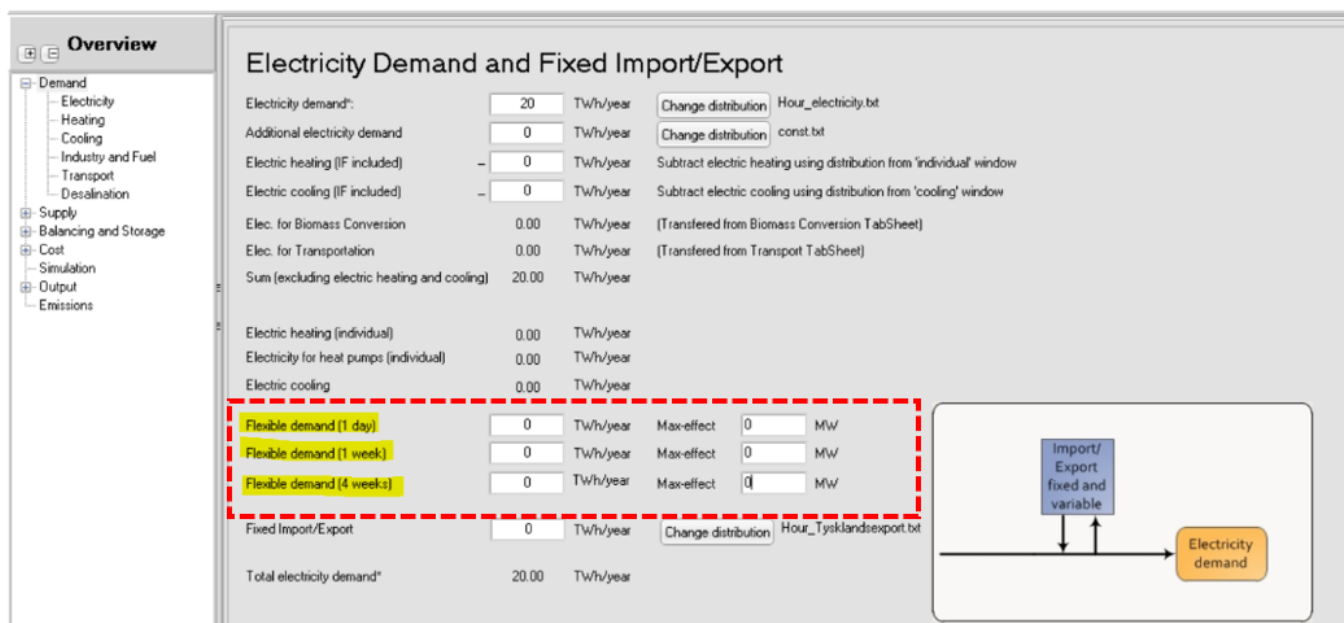 Overview
Demand
Electricity
Heating
Cooling
Industry and Fuel
Transport
Desalination
Supply
Balancing and Storage
Cost
Simulation
Output
Emissions
Electricity Demand and Fixed Import/Export
Electricity demand*: 20 TWh/year Change distribution Hour_electricity.txt
Additional electricity demand 0 TWh/year Change distribution const.txt
Electric heating (IF included) – 0 TWh/year Subtract electric heating using distribution from 'individual' window
Electric cooling (IF included) – 0 TWh/year Subtract electric cooling using distribution from 'cooling' window
Elec. for Biomass Conversion 0.00 TWh/year (Transfered from Biomass Conversion TabSheet)
Elec. for Transportation 0.00 TWh/year (Transfered from Transport TabSheet)
Sum (excluding electric heating and cooling) 20.00 TWh/year
Electric heating (individual) 0.00 TWh/year
Electricity for heat pumps (individual) 0.00 TWh/year
Electric cooling 0.00 TWh/year
Flexible demand (1 day) 0 TWh/year Max-effect 0 MW
Flexible demand (1 week) 0 TWh/year Max-effect 0 MW
Flexible demand (4 weeks) 0 TWh/year Max-effect 0 MW
Fixed Import/Export 0 TWh/year Change distribution Hour_Tysklandsexport.txt
Total electricity demand* 20.00 TWh/year
Import/
Export
fixed and
variable
Electricity
demand